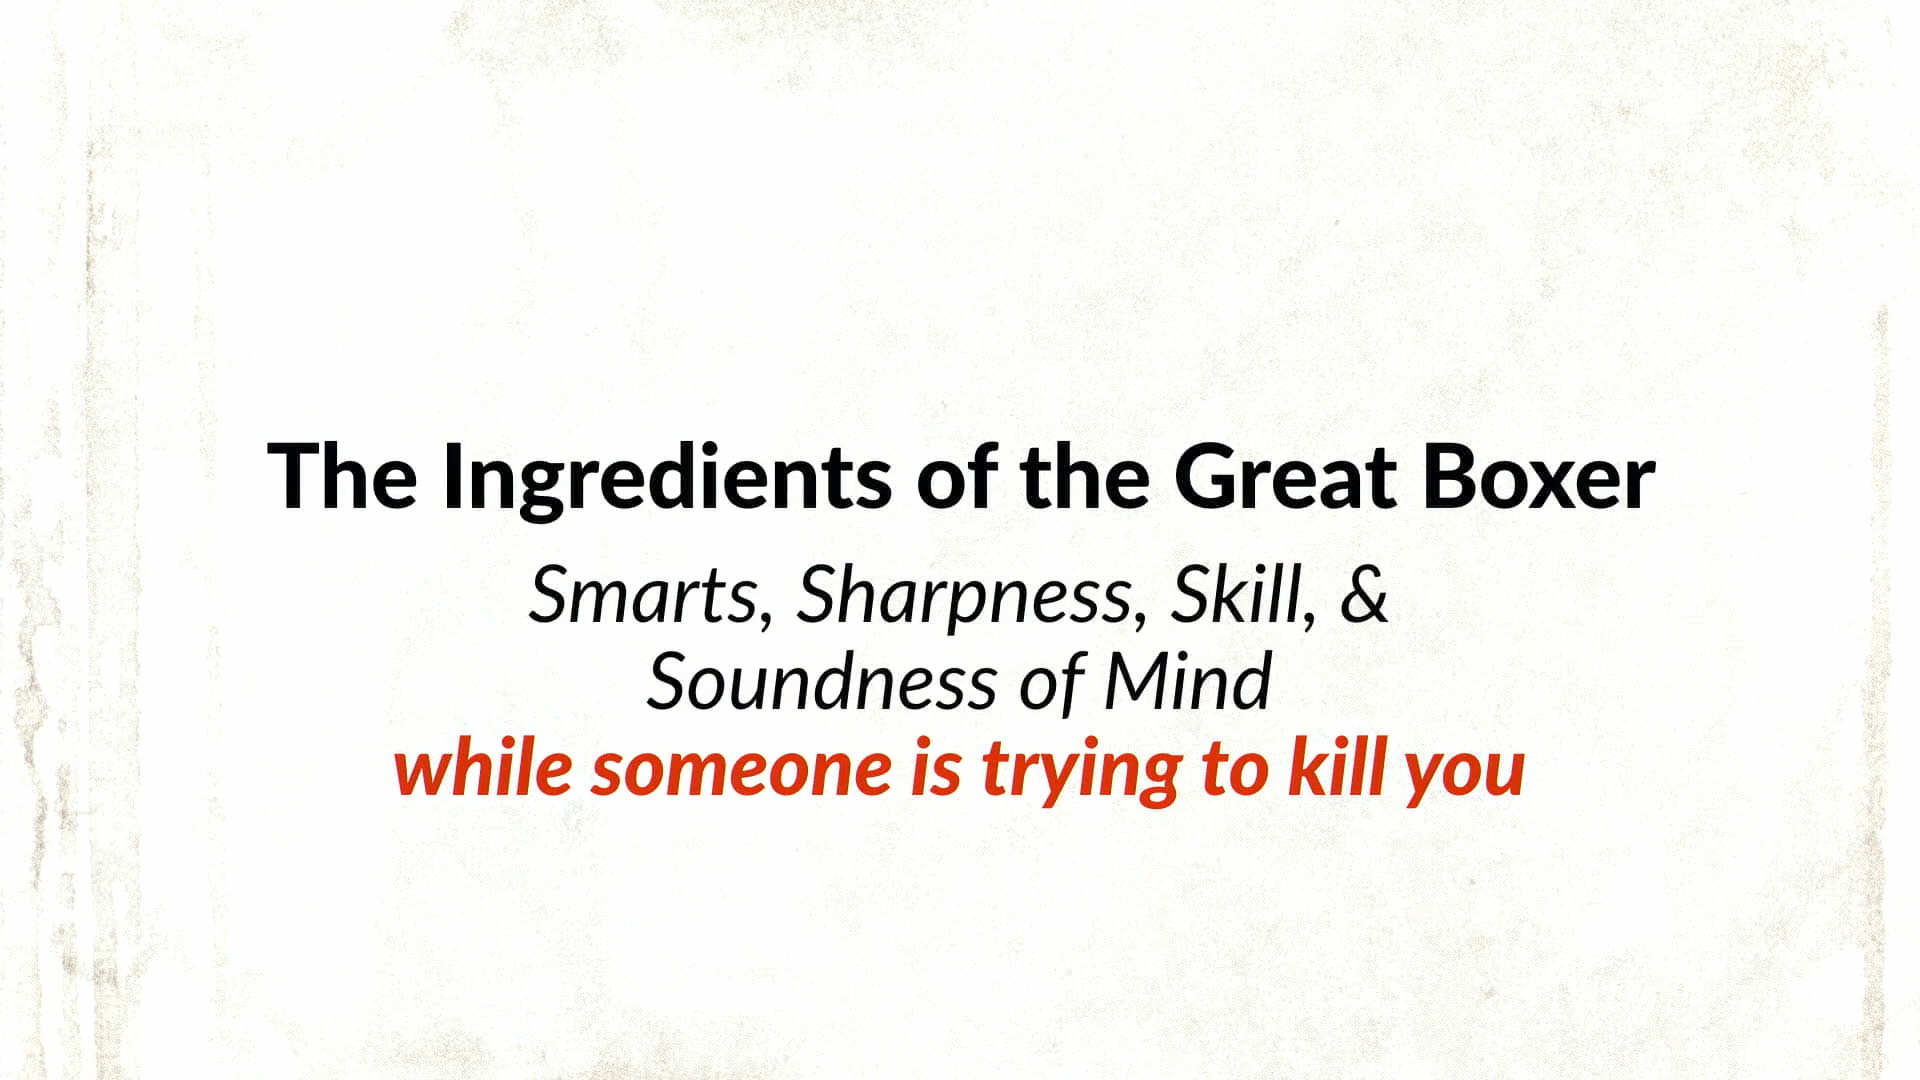 The Ingredients of the Great Boxer
Smarts, Sharpness, Skill, &
Soundness of Mind
while someone is trying to kill you